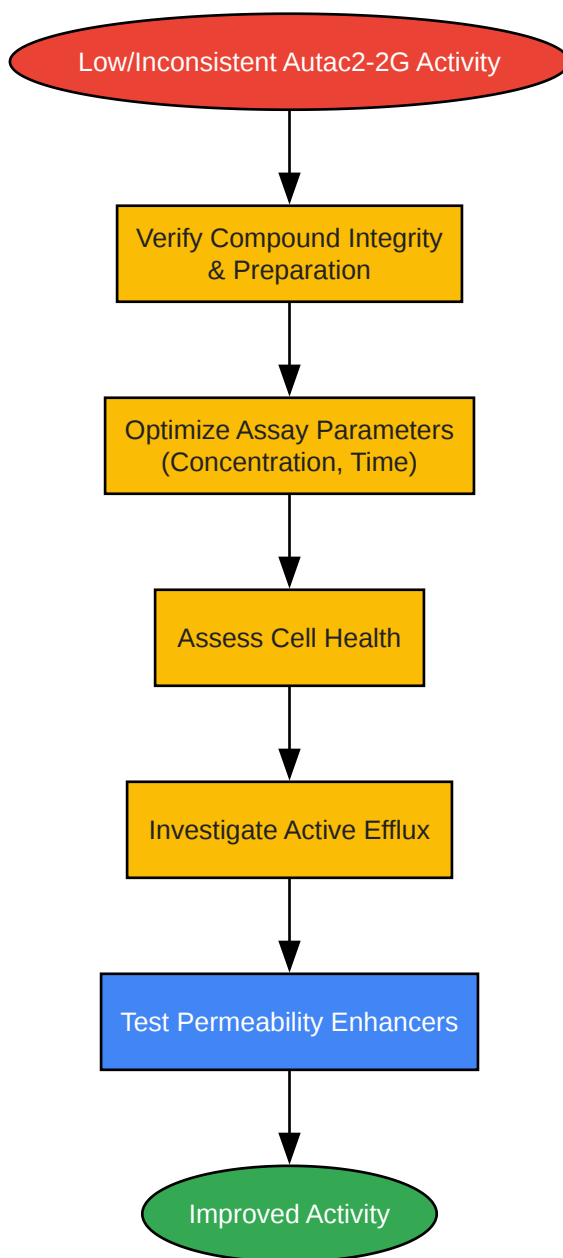 Low/Inconsistent Autac2-2G Activity
Verify Compound Integrity
& Preparation
Optimize Assay Parameters
(Concentration, Time)
Assess Cell Health
Investigate Active Efflux
Test Permeability Enhancers
Improved Activity